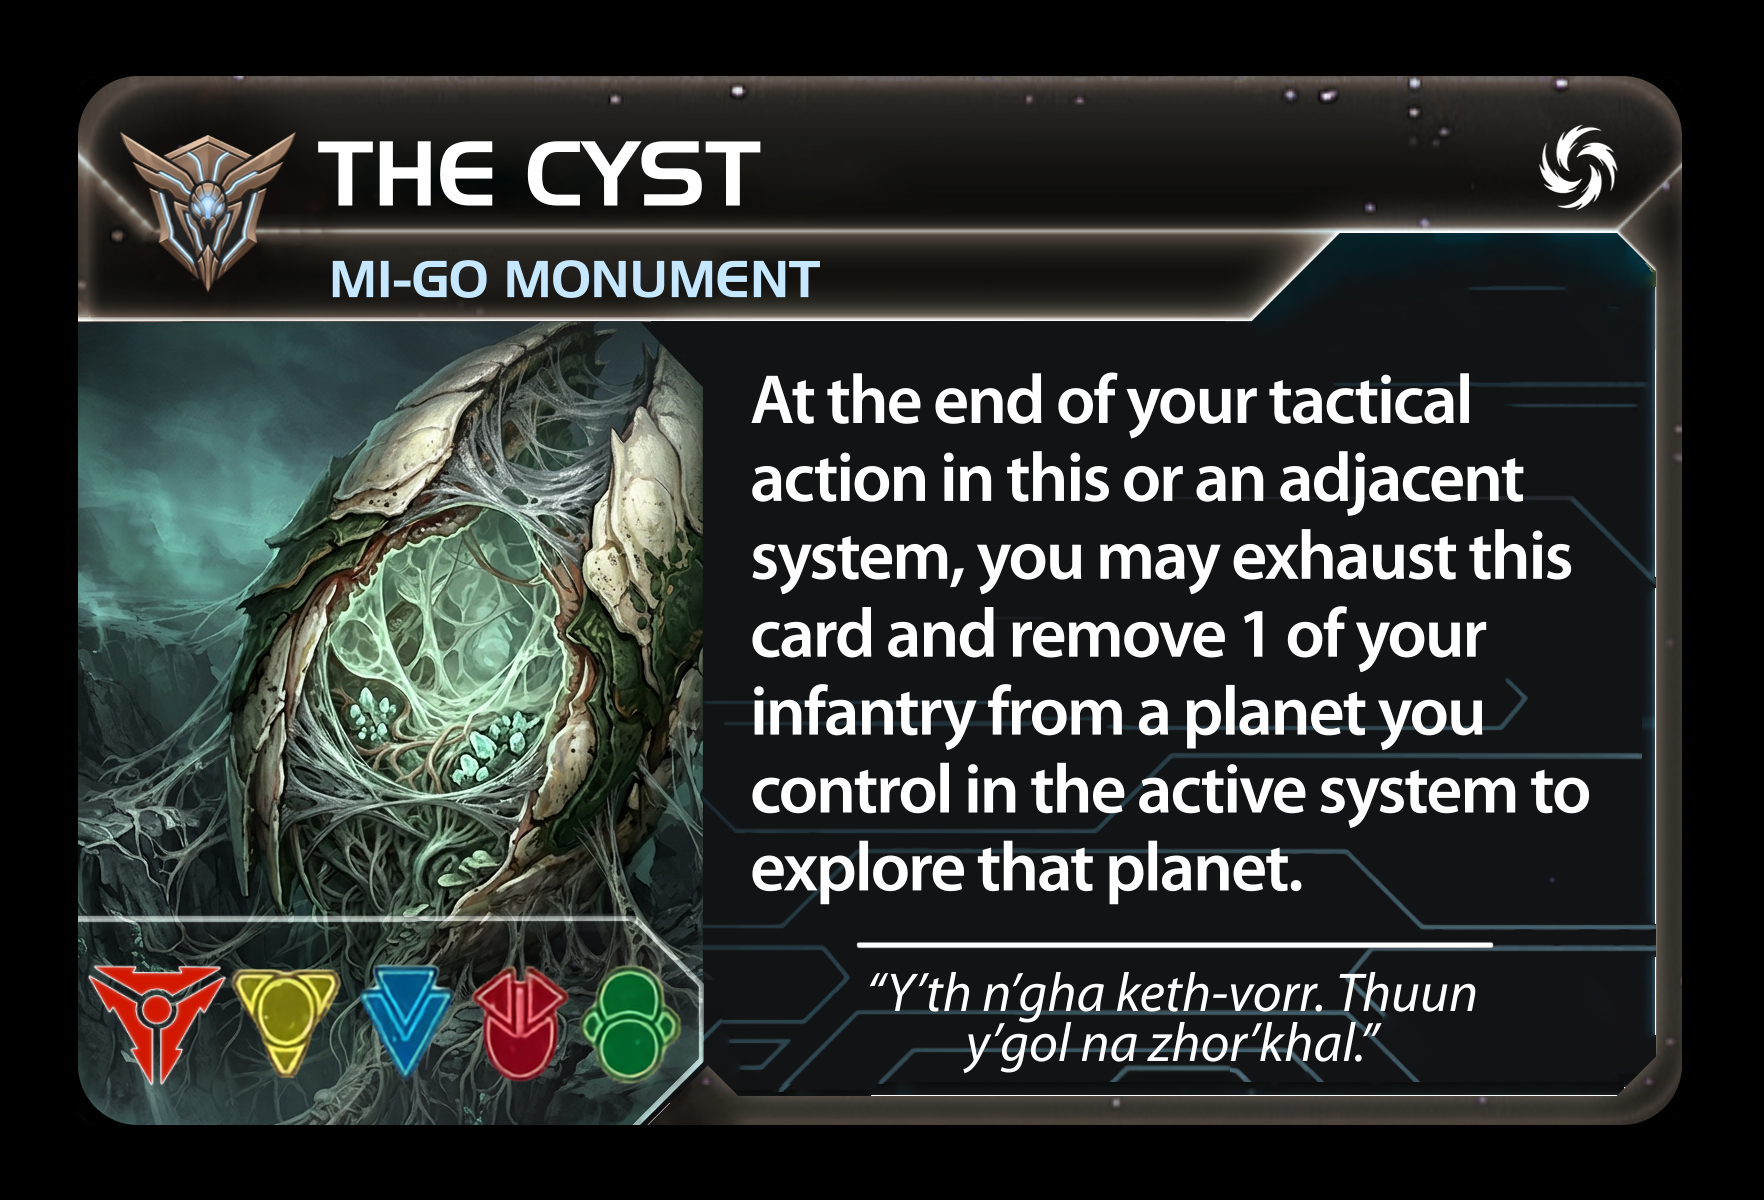 THE CYST
MI-GO MONUMENT
At the end of your tactical
action in this or an adjacent
system, you may exhaust this
card and remove 1 of your
infantry from a planet you
control in the active system to
explore that planet.
“Y’th n’gha keth-vorr. Thuun
y’gol na zhor’khal.”